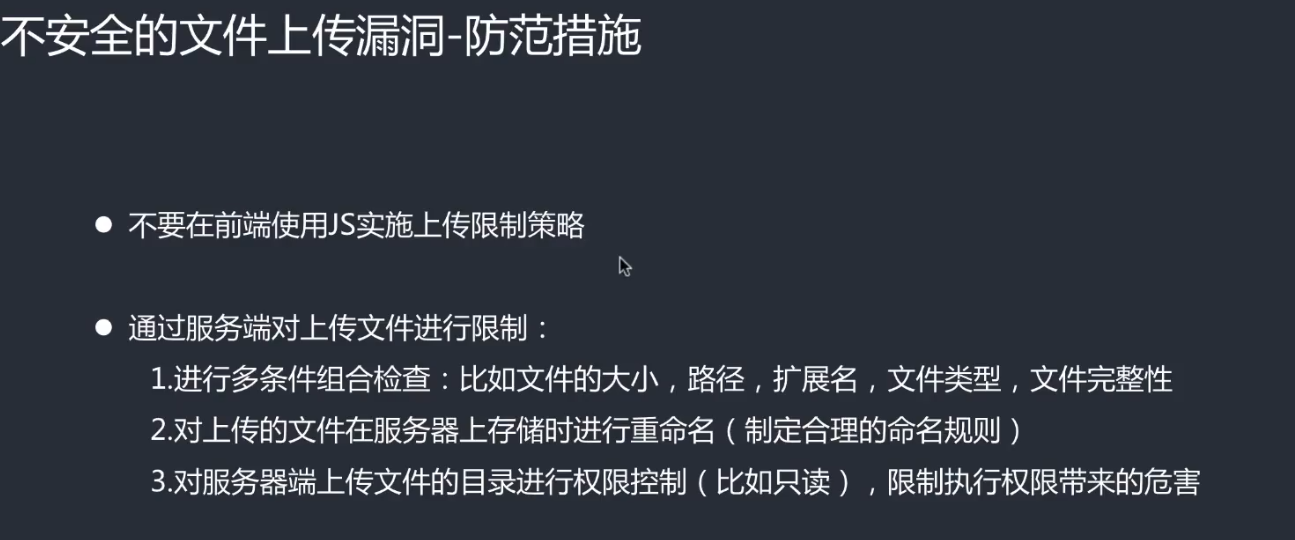 不安全的文件上传漏洞-防范措施
● 不要在前端使用JS实施上传限制策略
● 通过服务端对上传文件进行限制：
1.进行多条件组合检查：比如文件的大小，路径，扩展名，文件类型，文件完整性
2.对上传的文件在服务器上存储时进行重命名（制定合理的命名规则）
3.对服务器端上传文件的目录进行权限控制（比如只读），限制执行权限带来的危害